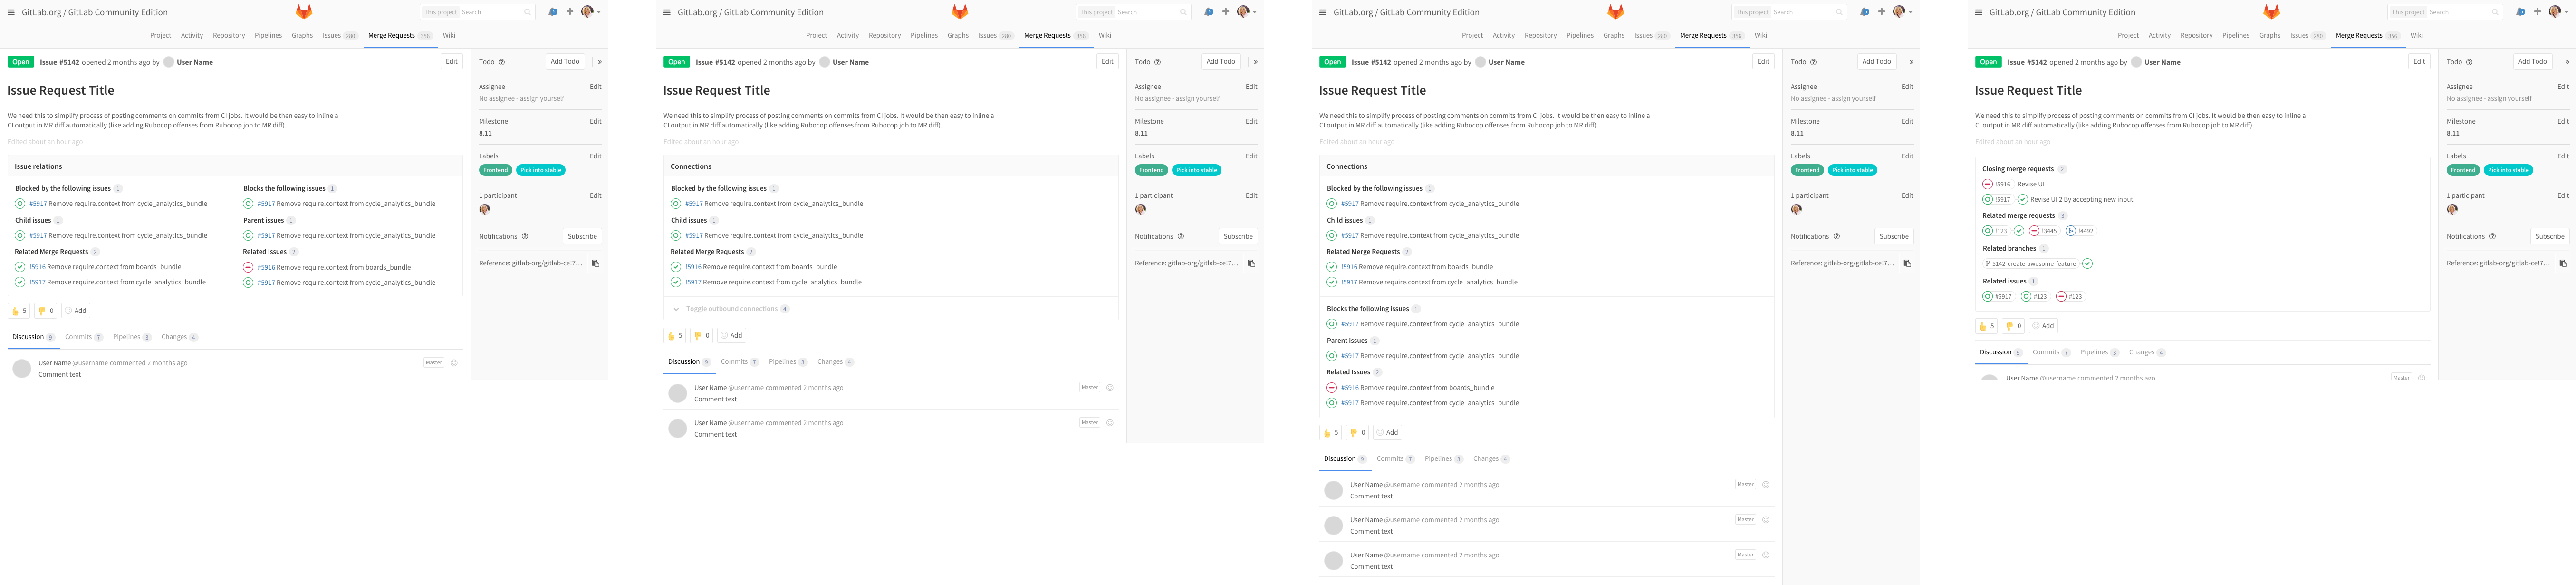 GitLab.org / GitLab Community Edition
This project Search
Project Activity Repository Pipelines Graphs Issues 280 Merge Requests 356 Wiki
Open Issue #5142 opened 2 months ago by User Name Edit
Issue Request Title
We need this to simplify process of posting comments on commits from CI jobs. It would be then easy to inline a
CI output in MR diff automatically (like adding Rubocop offenses from Rubocop job to MR diff).
Edited about an hour ago
Issue relations
Blocked by the following issues 1
#5917 Remove require.context from cycle_analytics_bundle
Child issues 1
#5917 Remove require.context from cycle_analytics_bundle
Related Merge Requests 2
!5916 Remove require.context from boards_bundle
!5917 Remove require.context from cycle_analytics_bundle
Blocks the following issues 1
#5917 Remove require.context from cycle_analytics_bundle
Parent issues 1
#5917 Remove require.context from cycle_analytics_bundle
Related Issues 2
#5916 Remove require.context from boards_bundle
#5917 Remove require.context from cycle_analytics_bundle
5 0 Add
Discussion 9 Commits 7 Pipelines 3 Changes 4
User Name @username commented 2 months ago Master
Comment text
Todo Add Todo »
Assignee Edit
No assignee - assign yourself
Milestone Edit
8.11
Labels Edit
Frontend Pick into stable
1 participant Edit
Notifications Subscribe
Reference: gitlab-org/gitlab-ce!7...
GitLab.org / GitLab Community Edition
This project Search
Project Activity Repository Pipelines Graphs Issues 280 Merge Requests 356 Wiki
Open Issue #5142 opened 2 months ago by User Name Edit
Issue Request Title
We need this to simplify process of posting comments on commits from CI jobs. It would be then easy to inline a
CI output in MR diff automatically (like adding Rubocop offenses from Rubocop job to MR diff).
Edited about an hour ago
Connections
Blocked by the following issues 1
#5917 Remove require.context from cycle_analytics_bundle
Child issues 1
#5917 Remove require.context from cycle_analytics_bundle
Related Merge Requests 2
!5916 Remove require.context from boards_bundle
!5917 Remove require.context from cycle_analytics_bundle
Toggle outbound connections 4
5 0 Add
Discussion 9 Commits 7 Pipelines 3 Changes 4
User Name @username commented 2 months ago Master
Comment text
User Name @username commented 2 months ago Master
Comment text
Todo Add Todo »
Assignee Edit
No assignee - assign yourself
Milestone Edit
8.11
Labels Edit
Frontend Pick into stable
1 participant Edit
Notifications Subscribe
Reference: gitlab-org/gitlab-ce!7...
GitLab.org / GitLab Community Edition
This project Search
Project Activity Repository Pipelines Graphs Issues 280 Merge Requests 356 Wiki
Open Issue #5142 opened 2 months ago by User Name Edit
Issue Request Title
We need this to simplify process of posting comments on commits from CI jobs. It would be then easy to inline a
CI output in MR diff automatically (like adding Rubocop offenses from Rubocop job to MR diff).
Edited about an hour ago
Connections
Blocked by the following issues 1
#5917 Remove require.context from cycle_analytics_bundle
Child issues 1
#5917 Remove require.context from cycle_analytics_bundle
Related Merge Requests 2
!5916 Remove require.context from boards_bundle
!5917 Remove require.context from cycle_analytics_bundle
Blocks the following issues 1
#5917 Remove require.context from cycle_analytics_bundle
Parent issues 1
#5917 Remove require.context from cycle_analytics_bundle
Related Issues 2
#5916 Remove require.context from boards_bundle
#5917 Remove require.context from cycle_analytics_bundle
5 0 Add
Discussion 9 Commits 7 Pipelines 3 Changes 4
User Name @username commented 2 months ago Master
Comment text
User Name @username commented 2 months ago Master
Comment text
User Name @username commented 2 months ago Master
Comment text
Todo Add Todo »
Assignee Edit
No assignee - assign yourself
Milestone Edit
8.11
Labels Edit
Frontend Pick into stable
1 participant Edit
Notifications Subscribe
Reference: gitlab-org/gitlab-ce!7...
GitLab.org / GitLab Community Edition
This project Search
Project Activity Repository Pipelines Graphs Issues 280 Merge Requests 356 Wiki
Open Issue #5142 opened 2 months ago by User Name Edit
Issue Request Title
We need this to simplify process of posting comments on commits from CI jobs. It would be then easy to inline a
CI output in MR diff automatically (like adding Rubocop offenses from Rubocop job to MR diff).
Edited about an hour ago
Closing merge requests 2
!5916 Revise UI
!5917 Revise UI 2 By accepting new input
Related merge requests 3
!123 !3445 !4492
Related branches 1
5142-create-awesome-feature
Related issues 1
#5917 #123 #123
5 0 Add
Discussion 9 Commits 7 Pipelines 3 Changes 4
User Name @username commented 2 months ago Master
Todo Add Todo »
Assignee Edit
No assignee - assign yourself
Milestone Edit
8.11
Labels Edit
Frontend Pick into stable
1 participant Edit
Notifications Subscribe
Reference: gitlab-org/gitlab-ce!7...